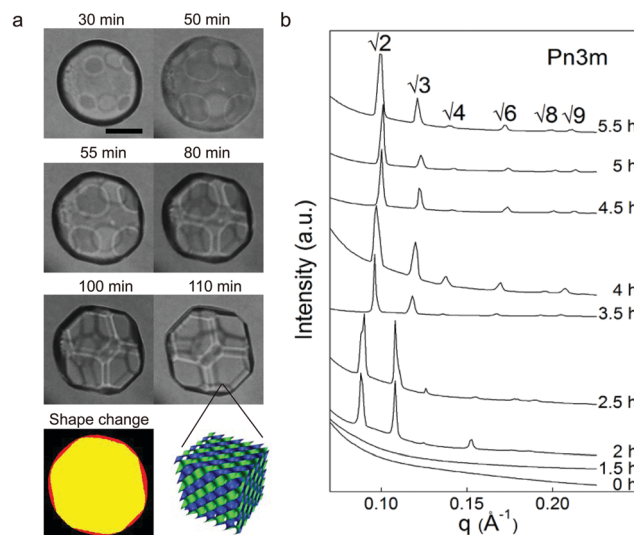 a
30 min 50 min
55 min 80 min
100 min 110 min
Shape change
b
Pn3m
√2
√3
√4
√6
√8
√9
5.5 h
5 h
4.5 h
4 h
3.5 h
2.5 h
2 h
1.5 h
0 h
Intensity (a.u.)
0.10 0.15 0.20
q (Å⁻¹)